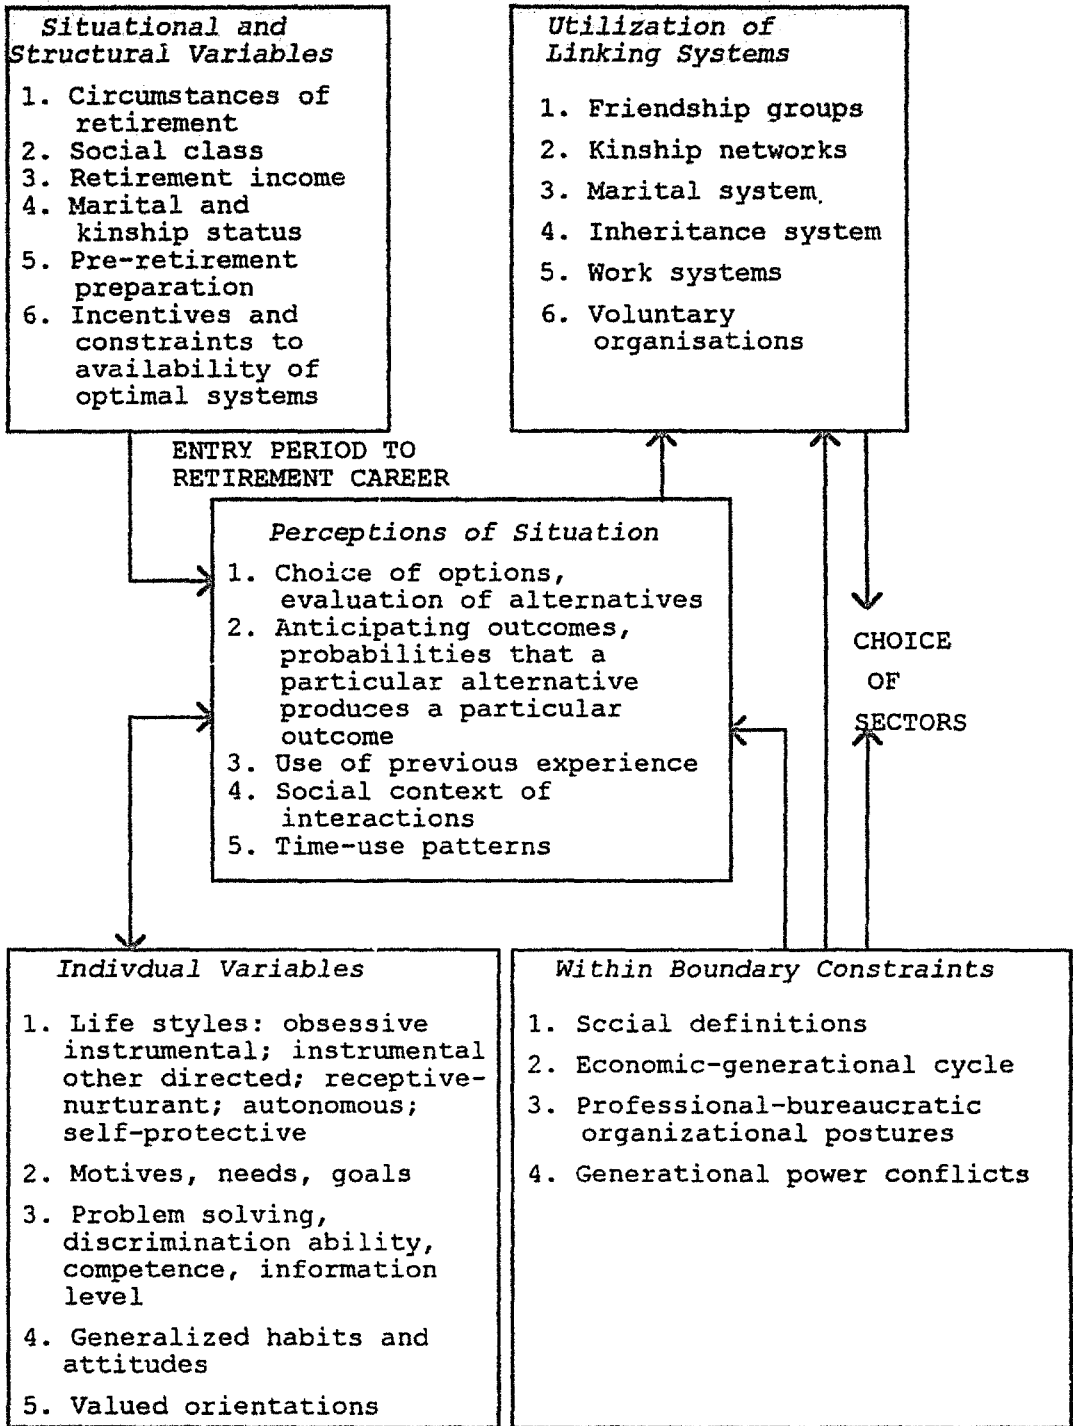 Situational and
Structural Variables
1. Circumstances of
retirement
2. Social class
3. Retirement income
4. Marital and
kinship status
5. Pre-retirement
preparation
6. Incentives and
constraints to
availability of
optimal systems
Utilization of
Linking Systems
1. Friendship groups
2. Kinship networks
3. Marital system.
4. Inheritance system
5. Work systems
6. Voluntary
organisations
ENTRY PERIOD TO
RETIREMENT CAREER
Perceptions of Situation
1. Choice of options,
evaluation of alternatives
2. Anticipating outcomes,
probabilities that a
particular alternative
produces a particular
outcome
3. Use of previous experience
4. Social context of
interactions
5. Time-use patterns
CHOICE
OF
SECTORS
Indivdual Variables
1. Life styles: obsessive
instrumental; instrumental
other directed; receptive-
nurturant; autonomous;
self-protective
2. Motives, needs, goals
3. Problem solving,
discrimination ability,
competence, information
level
4. Generalized habits and
attitudes
5. Valued orientations
Within Boundary Constraints
1. Social definitions
2. Economic-generational cycle
3. Professional-bureaucratic
organizational postures
4. Generational power conflicts